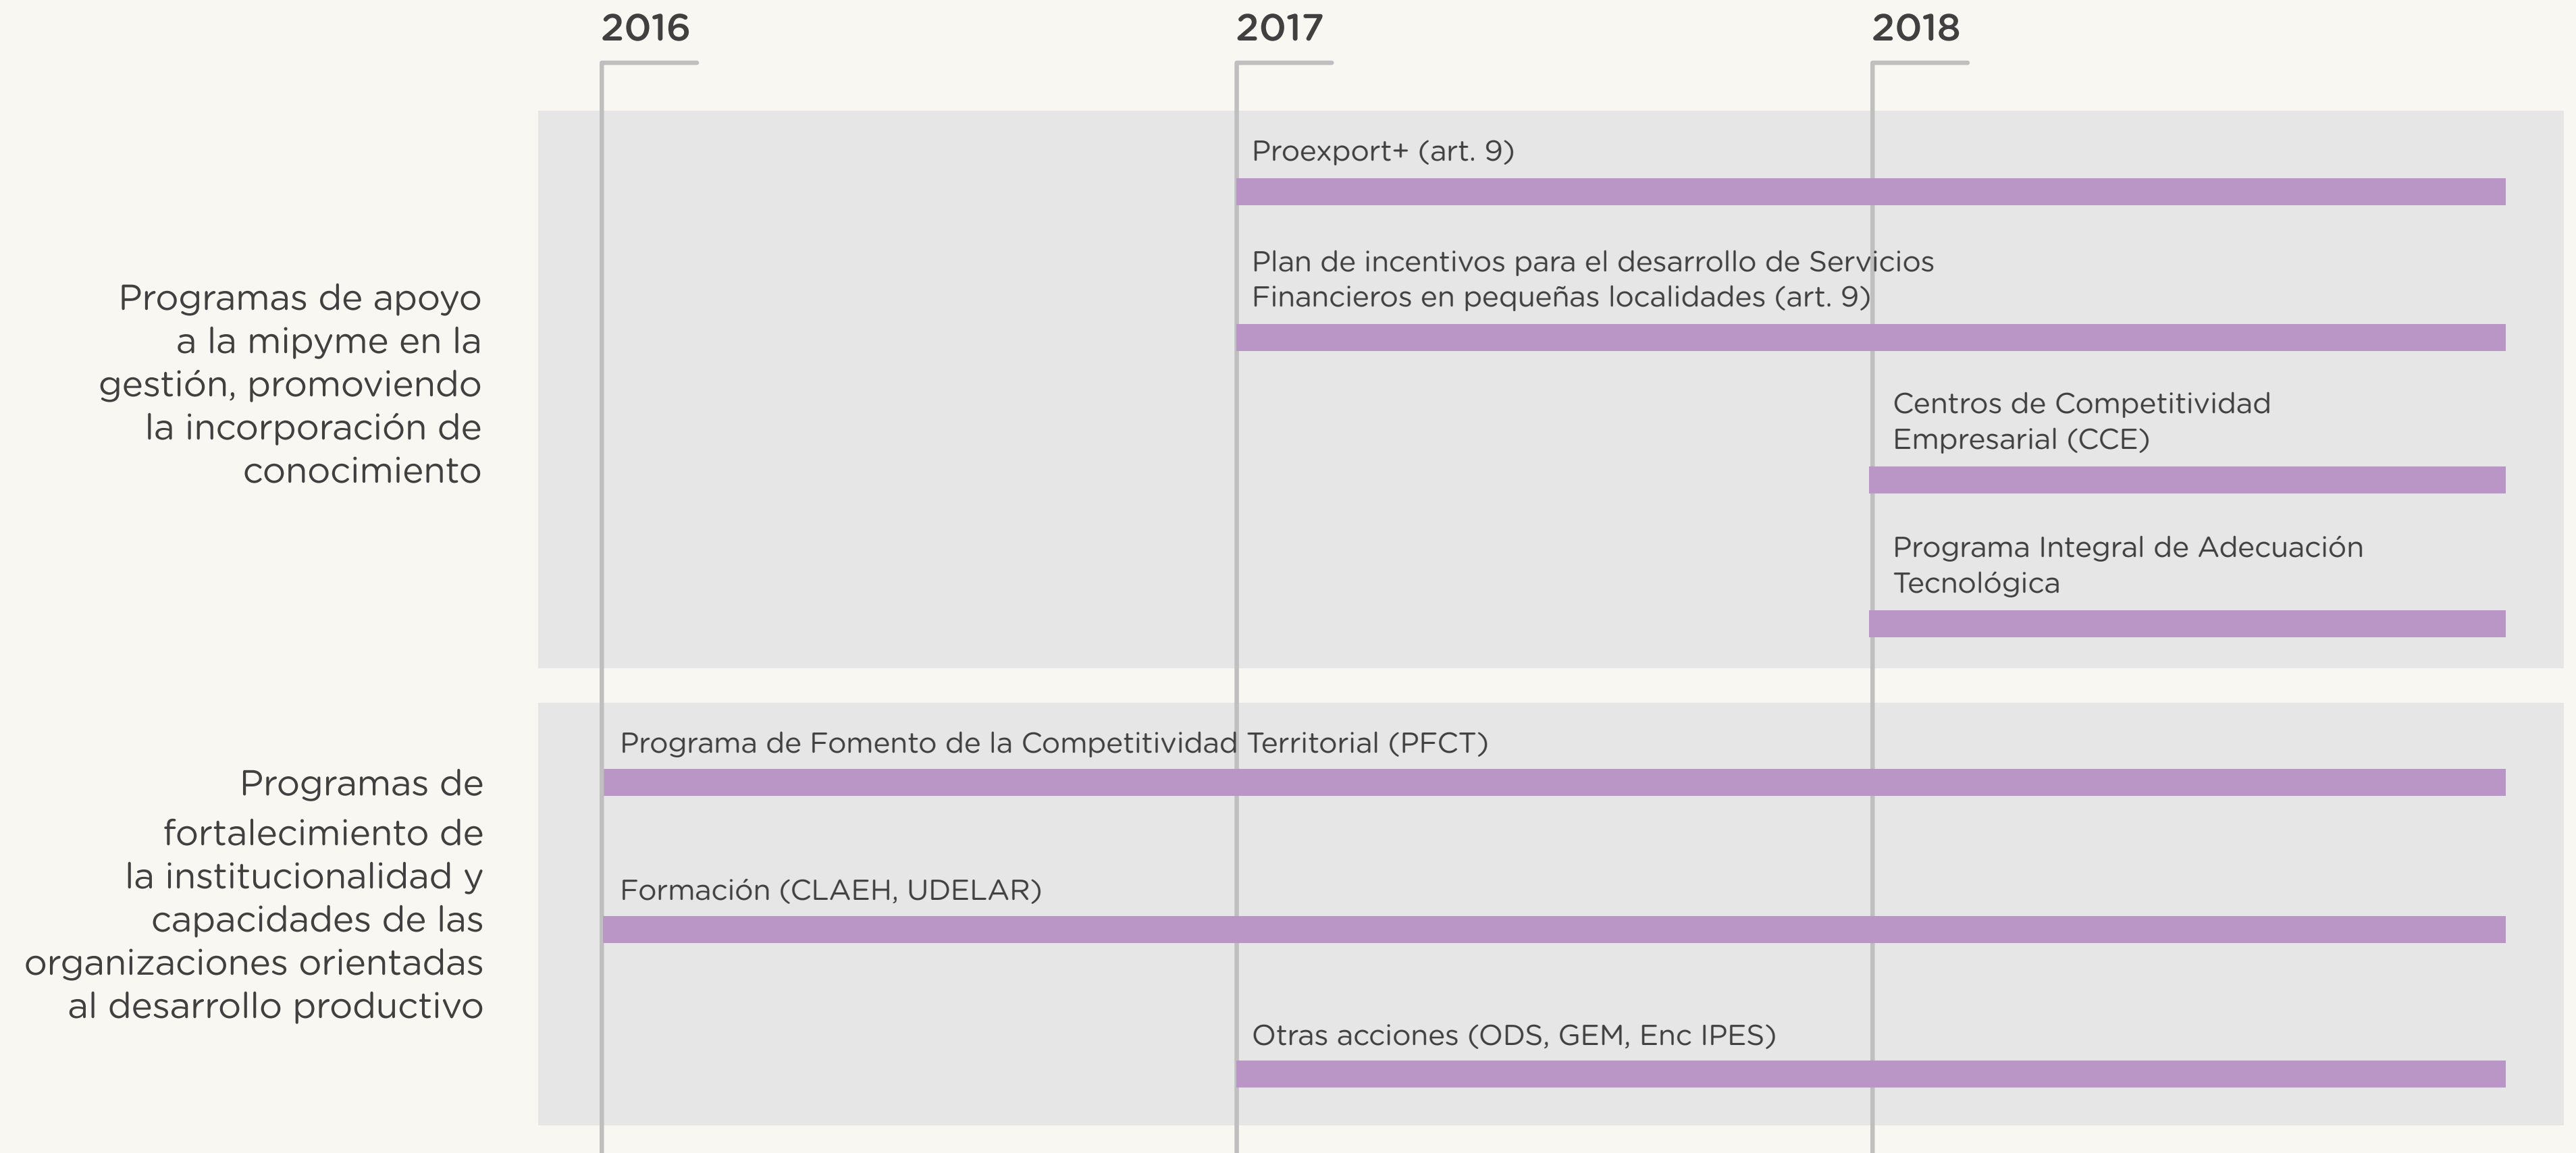 2016
2017
2018
Programas de apoyo
a la mipyme en la
gestión, promoviendo
la incorporación de
conocimiento
Proexport+ (art. 9)
Plan de incentivos para el desarrollo de Servicios
Financieros en pequeñas localidades (art. 9)
Centros de Competitividad
Empresarial (CCE)
Programa Integral de Adecuación
Tecnológica
Programas de
fortalecimiento de
la institucionalidad y
capacidades de las
organizaciones orientadas
al desarrollo productivo
Programa de Fomento de la Competitividad Territorial (PFCT)
Formación (CLAEH, UDELAR)
Otras acciones (ODS, GEM, Enc IPES)